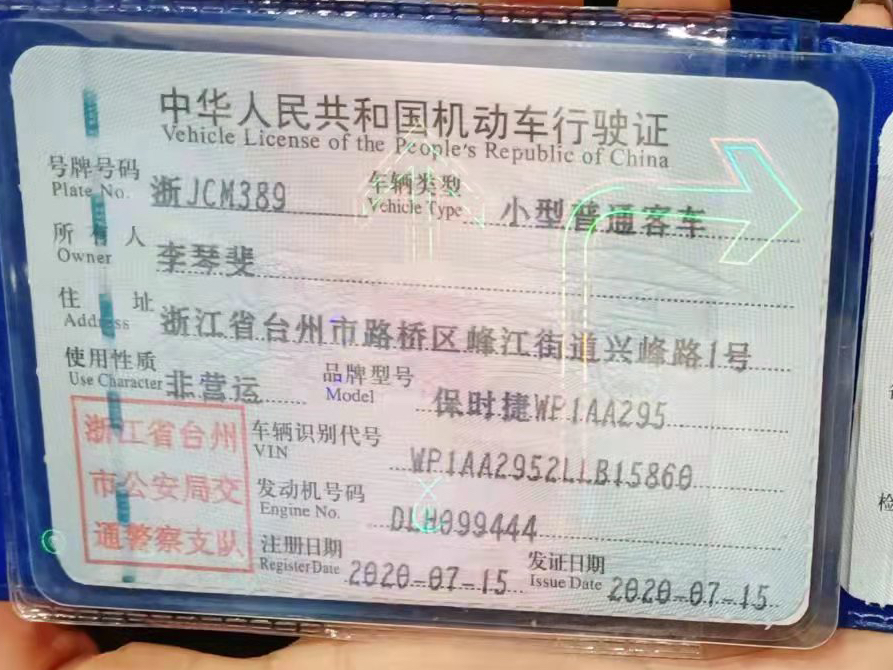 中华人民共和国机动车行驶证
Vehicle License of the People's Republic of China
号牌号码 浙JCM389 车辆类型 小型普通客车
Plate No. Vehicle Type
所有人 李琴斐
Owner
住址 浙江省台州市路桥区峰江街道兴峰路1号
Address
使用性质 非营运 品牌型号 保时捷WP1AA295
Use Character Model
浙江省台州 车辆识别代号 WP1AA2952LLB15860
VIN
市公安局交 发动机号码 DLH099444
Engine No.
通警察支队 注册日期 2020-07-15 发证日期 2020-07-15
Register Date Issue Date